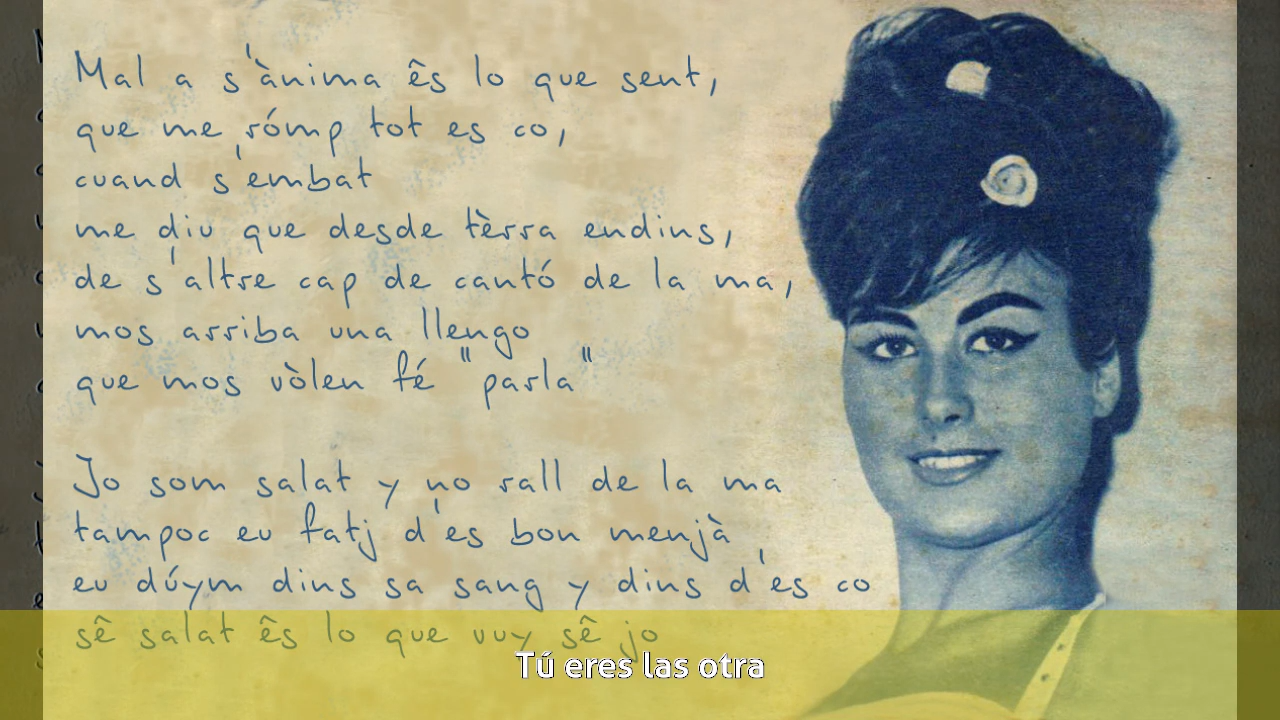 Mal a s'ànima ês lo que sent,
que me rómp tot es co,
cuand s'embat
me diu que desde tèrra endins,
de s'altre cap de cantó de la ma,
mos arriba una llengo
que mos vòlen fé "parla"
Jo som salat y no rall de la ma
tampoc eu fatj d'es bon menjà
eu dúym dins sa sang y dins d'es co
sê salat ês lo que vuy sê jo
Tú eres las otra